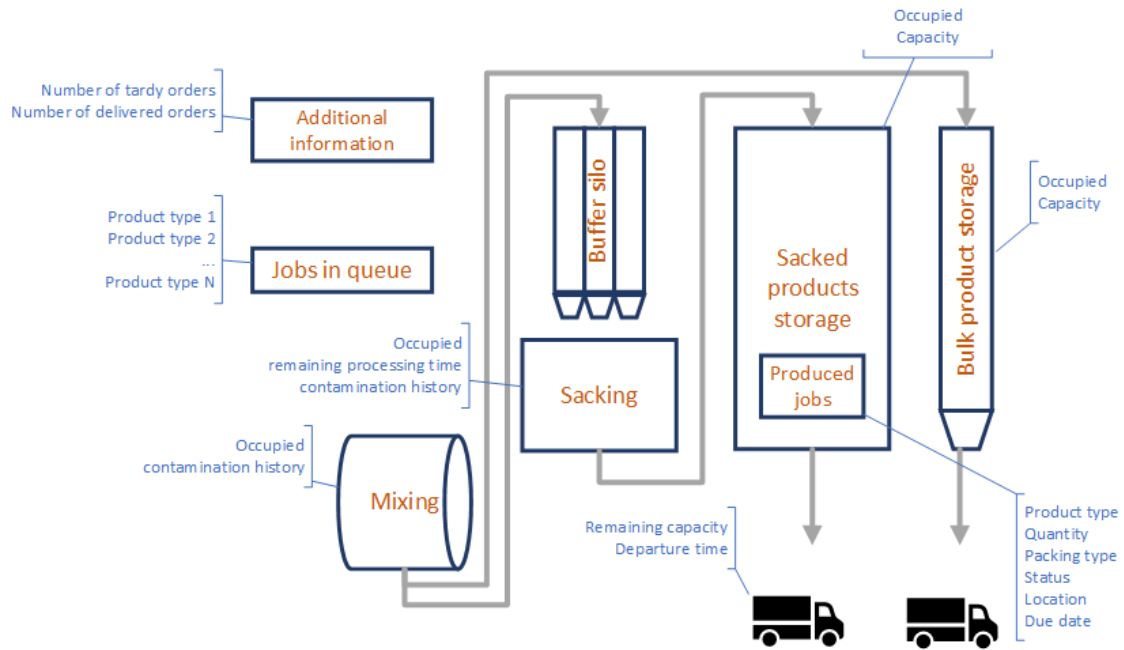 Occupied
Capacity
Number of tardy orders
Number of delivered orders
Additional
information
Buffer silo
Bulk product storage
Occupied
Capacity
Product type 1
Product type 2
...
Product type N
Jobs in queue
Sacked
products
storage
Occupied
remaining processing time
contamination history
Sacking
Produced
jobs
Occupied
contamination history
Mixing
Remaining capacity
Departure time
Product type
Quantity
Packing type
Status
Location
Due date